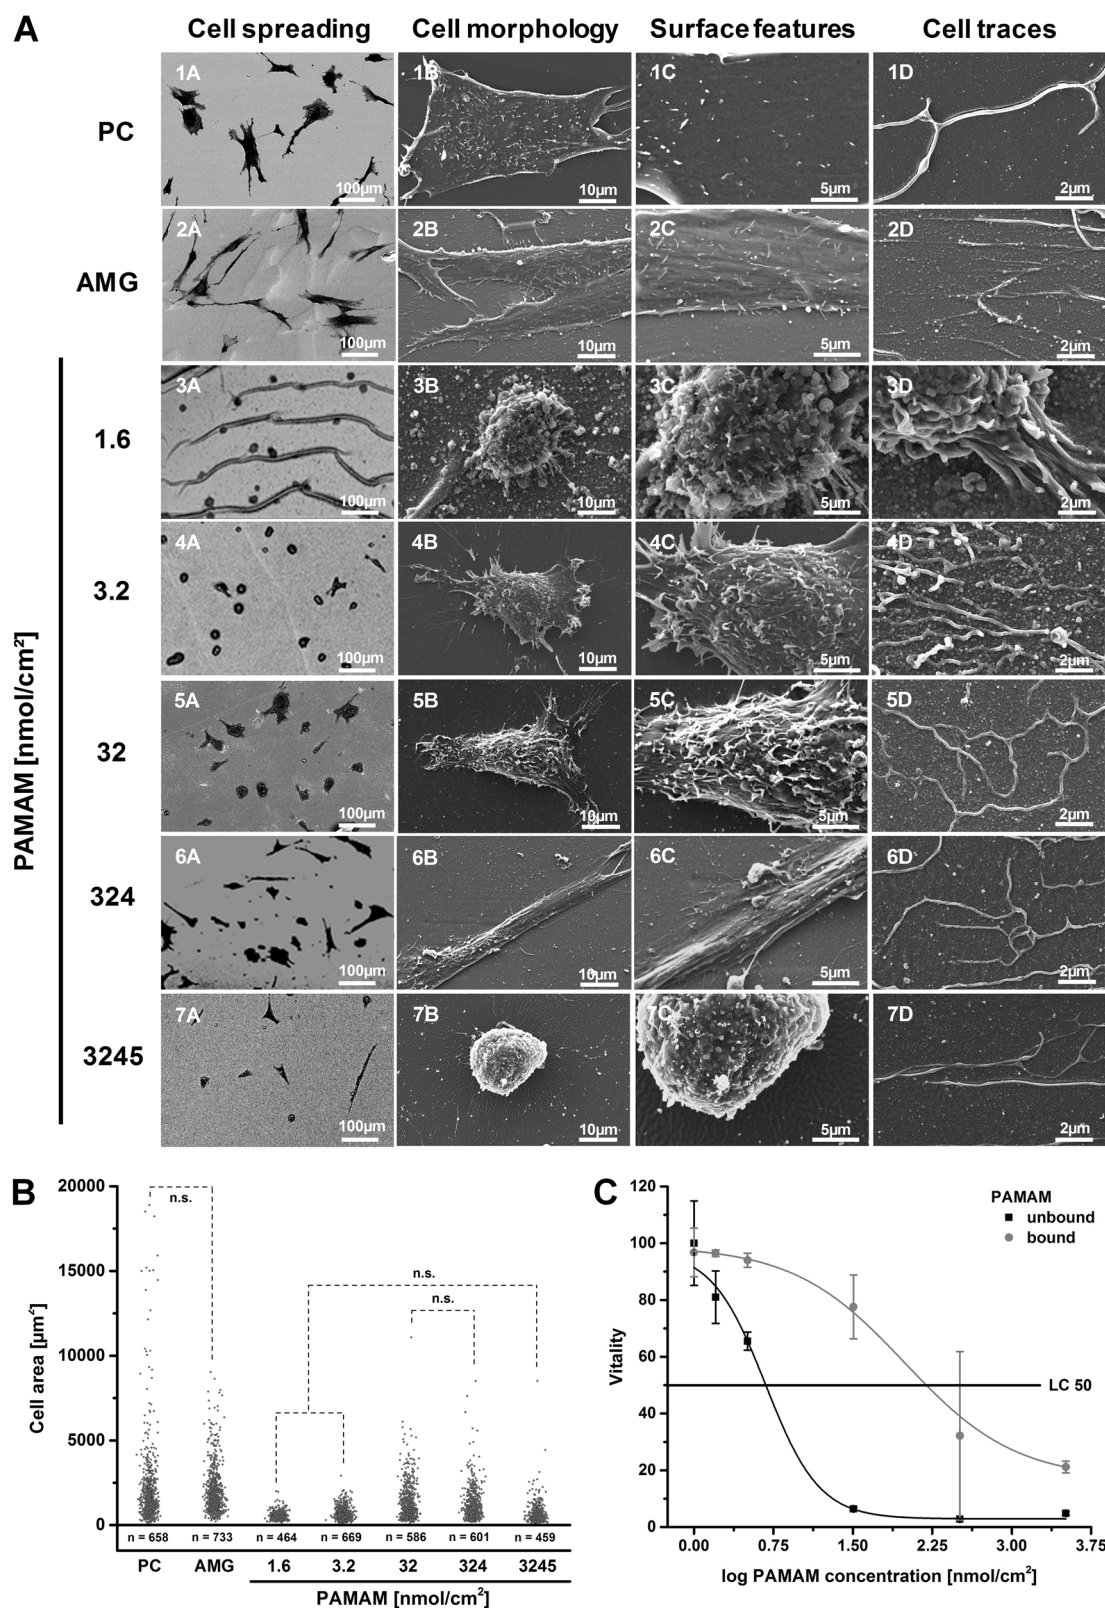 A
Cell spreading
Cell morphology
Surface features
Cell traces
PC
1A
100µm
1B
10µm
1C
5µm
1D
2µm
AMG
2A
100µm
2B
10µm
2C
5µm
2D
2µm
PAMAM [nmol/cm²]
1.6
3A
100µm
3B
10µm
3C
5µm
3D
2µm
3.2
4A
100µm
4B
10µm
4C
5µm
4D
2µm
32
5A
100µm
5B
10µm
5C
5µm
5D
2µm
324
6A
100µm
6B
10µm
6C
5µm
6D
2µm
3245
7A
100µm
7B
10µm
7C
5µm
7D
2µm
B
Cell area [µm²]
20000
15000
10000
5000
0
n.s.
n.s.
n.s.
n = 658
n = 733
n = 464
n = 669
n = 586
n = 601
n = 459
PC
AMG
1.6
3.2
32
324
3245
PAMAM [nmol/cm²]
C
Vitality
120
100
80
60
40
20
0
PAMAM
unbound
bound
LC 50
0.00
0.75
1.50
2.25
3.00
3.75
log PAMAM concentration [nmol/cm²]